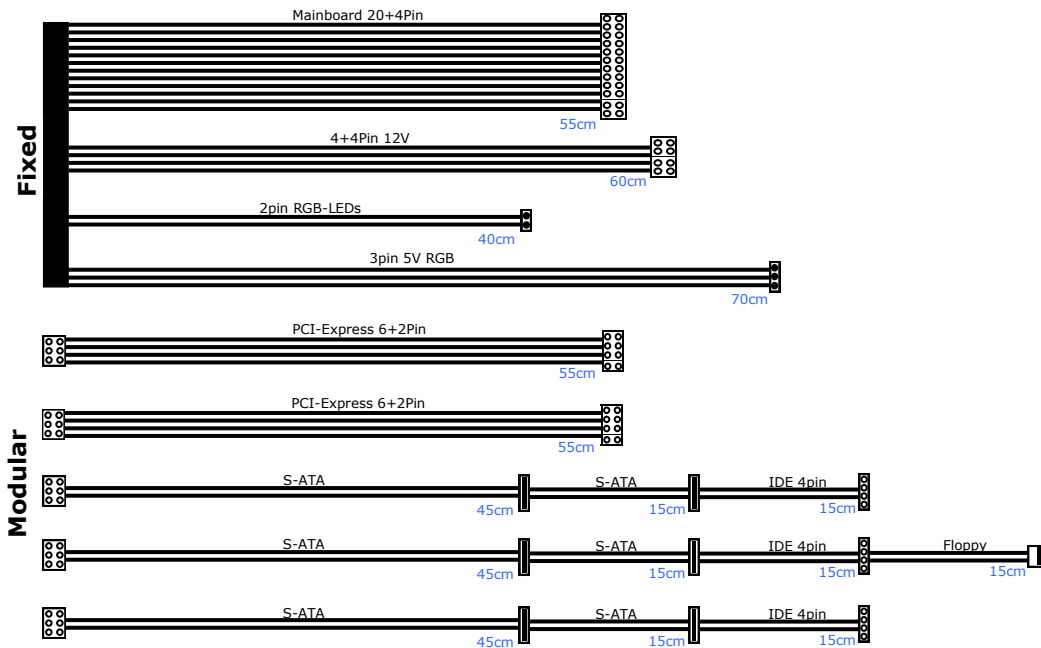 Fixed
Mainboard 20+4Pin
55cm
4+4Pin 12V
60cm
2pin RGB-LEDs
40cm
3pin 5V RGB
70cm
Modular
PCI-Express 6+2Pin
55cm
PCI-Express 6+2Pin
55cm
S-ATA S-ATA IDE 4pin
45cm 15cm 15cm
S-ATA S-ATA IDE 4pin Floppy
45cm 15cm 15cm 15cm
S-ATA S-ATA IDE 4pin
45cm 15cm 15cm